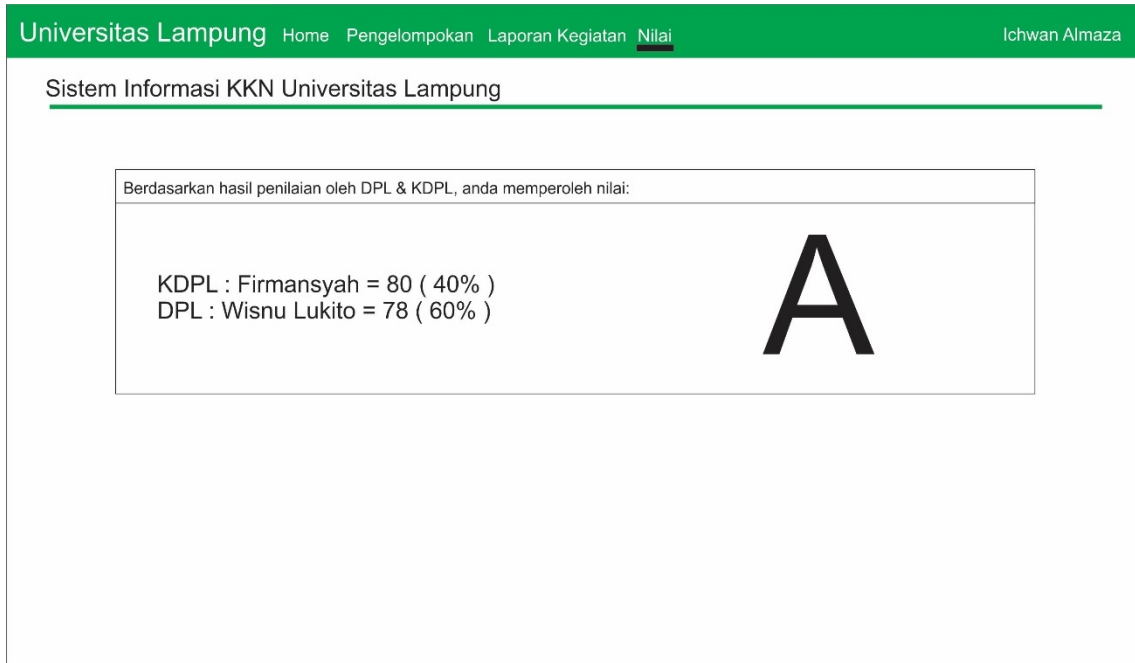 Universitas Lampung Home Pengelompokan Laporan Kegiatan Nilai Ichwan Almaza
Sistem Informasi KKN Universitas Lampung
Berdasarkan hasil penilaian oleh DPL & KDPL, anda memperoleh nilai:
KDPL : Firmansyah = 80 ( 40% )
DPL : Wisnu Lukito = 78 ( 60% )
A